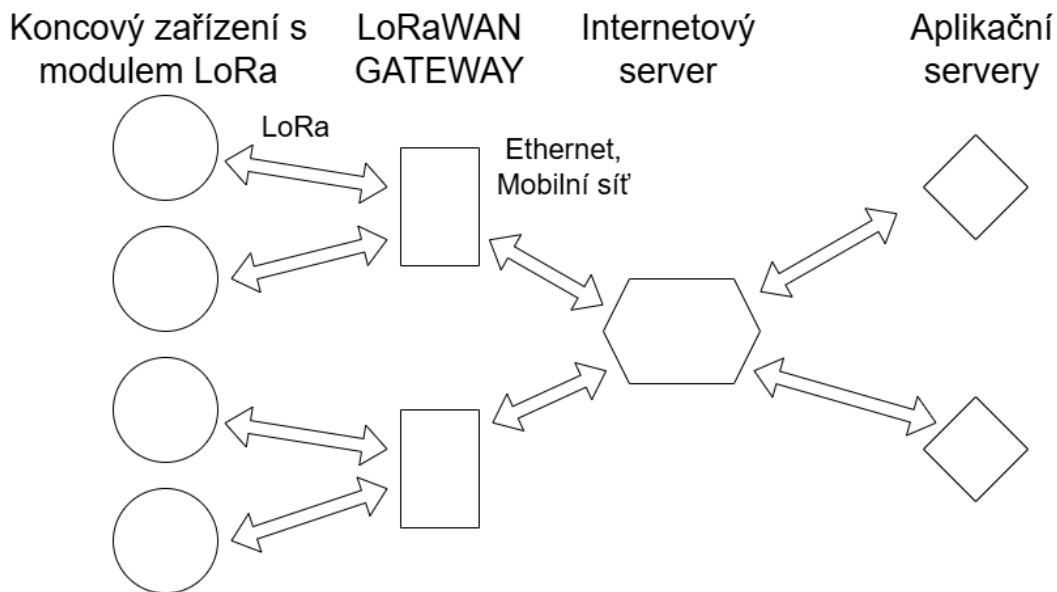 Koncový zařízení s
modulem LoRa
LoRaWAN
GATEWAY
Internetový
server
Aplikační
servery
LoRa
Ethernet,
Mobilní síť